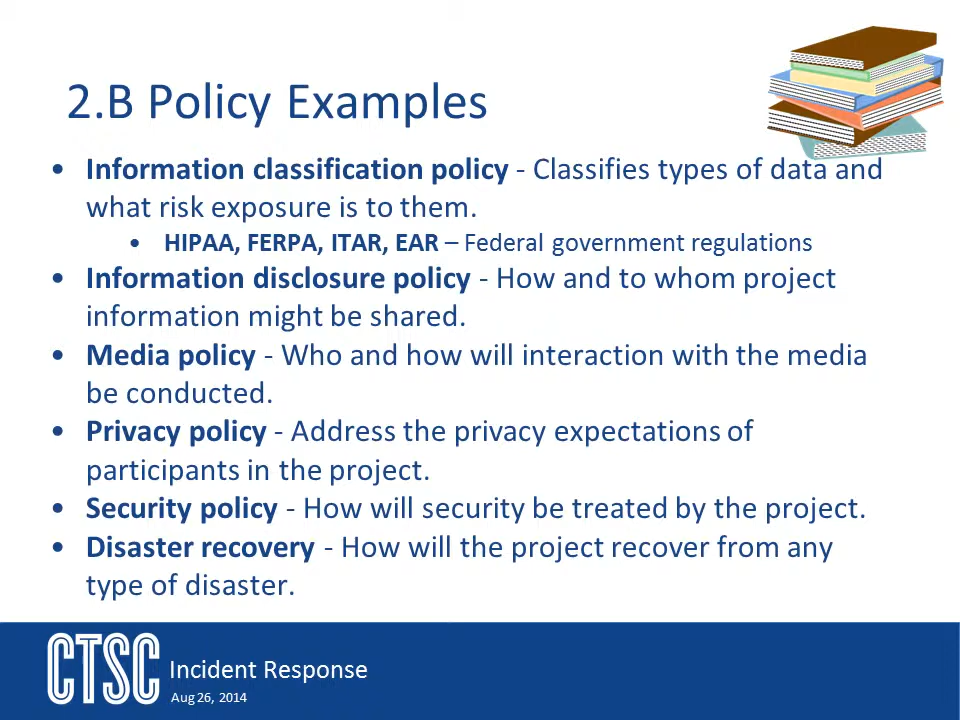 2.B Policy Examples
• Information classification policy - Classifies types of data and
what risk exposure is to them.
• HIPAA, FERPA, ITAR, EAR – Federal government regulations
• Information disclosure policy - How and to whom project
information might be shared.
• Media policy - Who and how will interaction with the media
be conducted.
• Privacy policy - Address the privacy expectations of
participants in the project.
• Security policy - How will security be treated by the project.
• Disaster recovery - How will the project recover from any
type of disaster.
CTSC
Incident Response
Aug 26, 2014